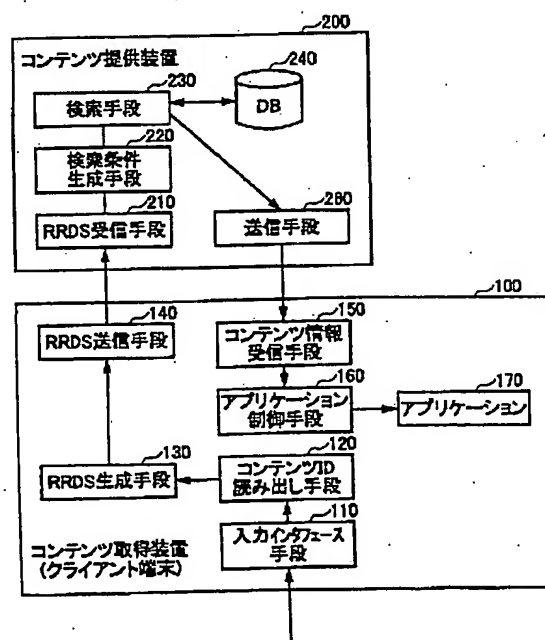 200
コンテンツ提供装置
240
230
検索手段
DB
220
検索条件
生成手段
210
RRDS受信手段
260
送信手段
100
140
RRDS送信手段
150
コンテンツ情報
受信手段
160
アプリケーション
制御手段
170
アプリケーション
130
RRDS生成手段
120
コンテンツID
読み出し手段
110
入力インタフェース
手段
コンテンツ取得装置
(クライアント端末)